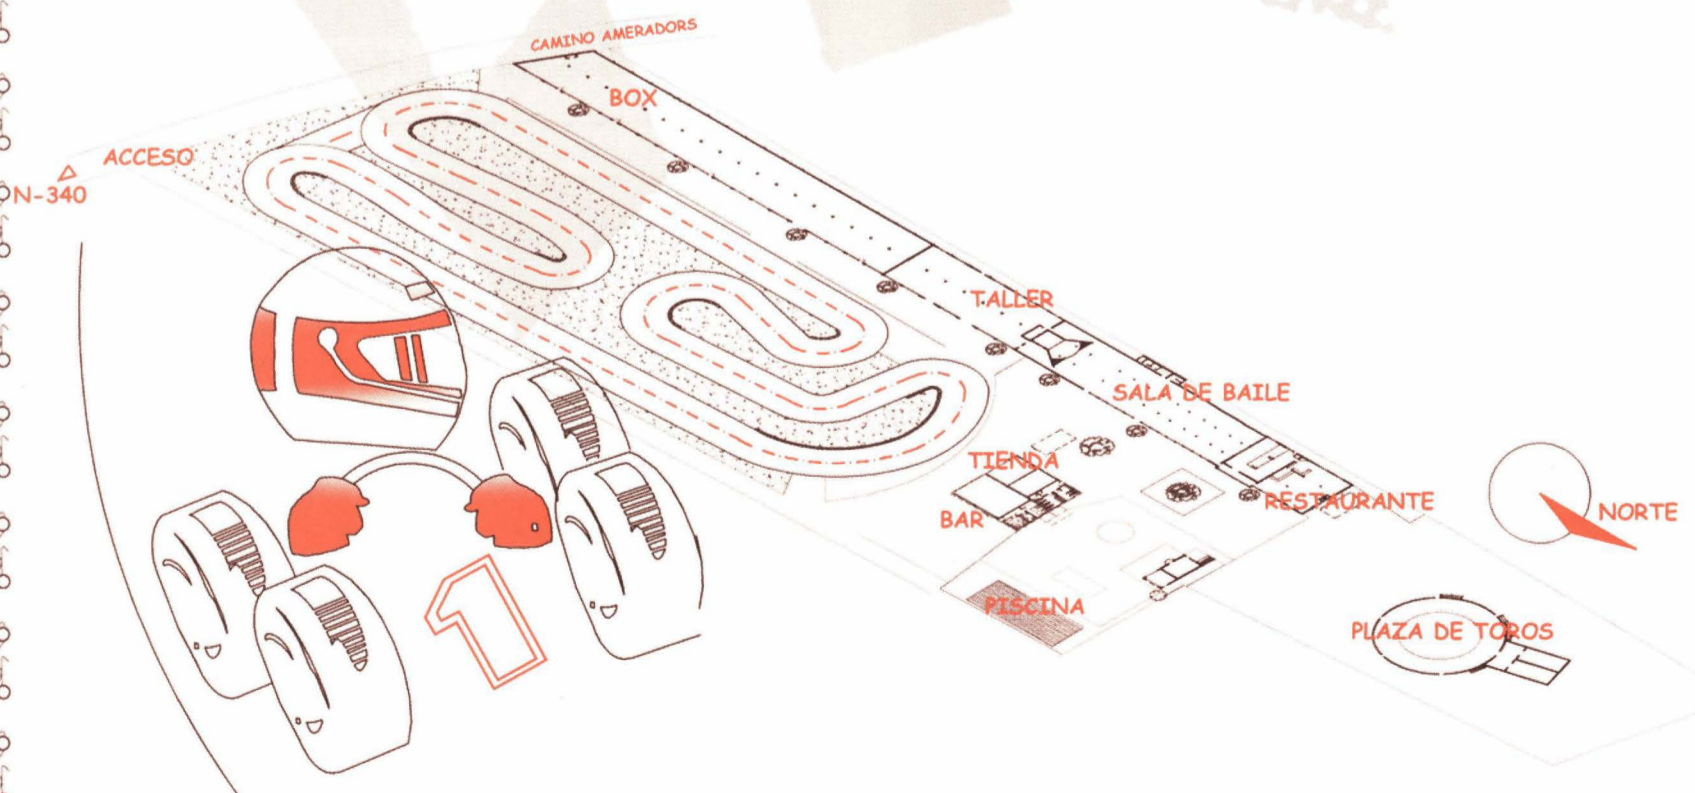 CAMINO AMERADORS
BOX
ACCESO
N-340
TALLER
SALA DE BAILE
TIENDA
RESTAURANTE
BAR
NORTE
PISCINA
PLAZA DE TOROS
1